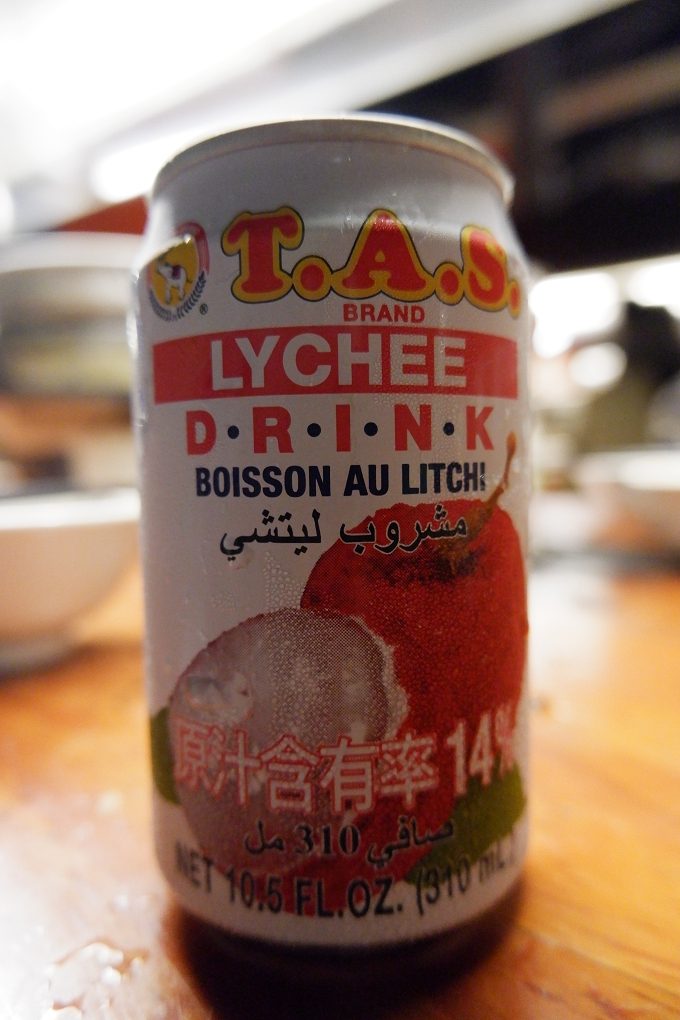 T.A.S.
®
BRAND
LYCHEE
D•R•I•N•K
BOISSON AU LITCHI
مشروب ليتشي
原汁含有率 14%
صافي 310 مل
NET 10.5 FL.OZ. (310 mL)